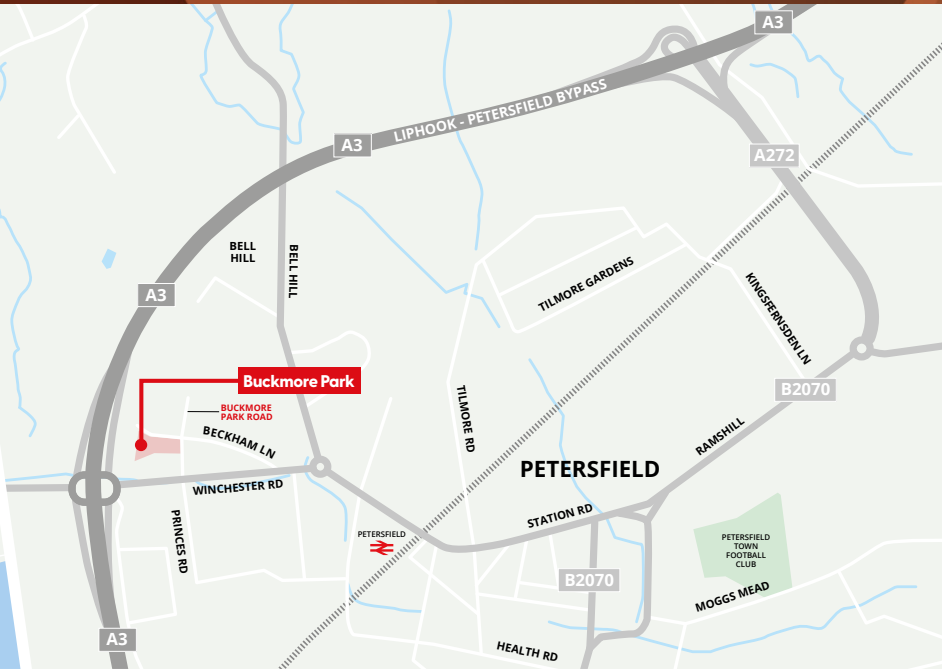 A3
LIPHOOK - PETERSFIELD BYPASS
A3
A272
BELL
HILL
BELL HILL
TILMORE GARDENS
A3
KINGSFERNSDEN LN
Buckmore Park
B2070
BUCKMORE
PARK ROAD
TILMORE RD
BECKHAM LN
RAMSHILL
PETERSFIELD
WINCHESTER RD
STATION RD
PRINCES RD
PETERSFIELD
PETERSFIELD
TOWN
FOOTBALL
CLUB
B2070
MOGGS MEAD
A3
HEALTH RD